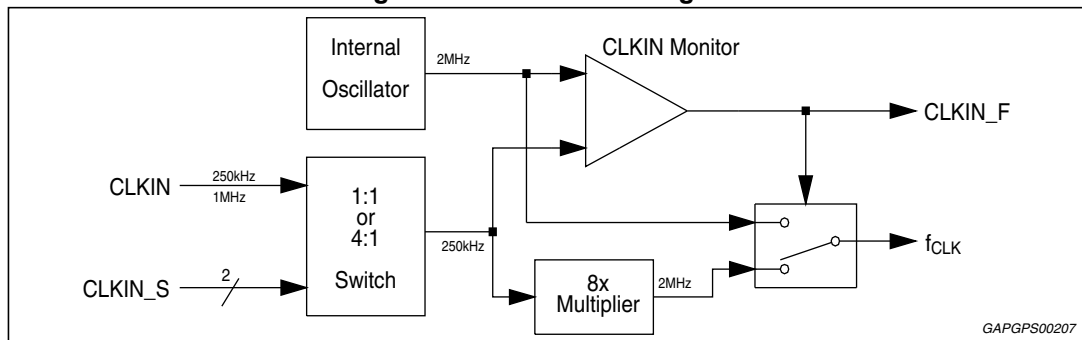 Internal
Oscillator
2MHz
CLKIN Monitor
CLKIN_F
CLKIN
250kHz
1MHz
1:1
or
4:1
Switch
250kHz
CLKIN_S
2
8x
Multiplier
2MHz
fCLK
GAPGPS00207